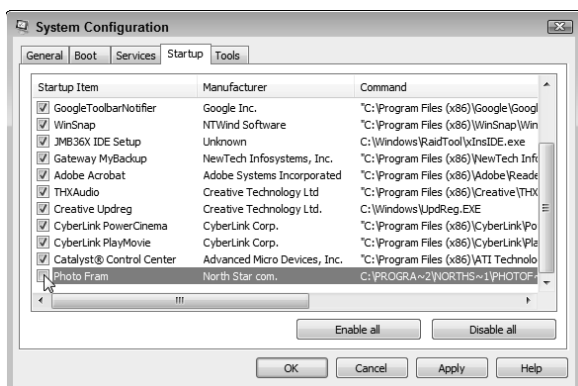 System Configuration
General Boot Services Startup Tools
Startup Item Manufacturer Command
GoogleToolbarNotifier Google Inc. "C:\Program Files (x86)\Google\Googl
WinSnap NTWind Software "C:\Program Files (x86)\WinSnap\Win
JMB36X IDE Setup Unknown C:\Windows\RaidTool\xInsIDE.exe
Gateway MyBackup NewTech Infosystems, Inc. "C:\Program Files (x86)\NewTech Info
Adobe Acrobat Adobe Systems Incorporated "C:\Program Files (x86)\Adobe\Reade
THXAudio Creative Technology Ltd "C:\Program Files (x86)\Creative\THX
Creative Updreg Creative Technology Ltd. C:\Windows\UpdReg.EXE
CyberLink PowerCinema CyberLink Corp. "C:\Program Files (x86)\CyberLink\Po
CyberLink PlayMovie CyberLink Corp. "C:\Program Files (x86)\CyberLink\Pla
Catalyst® Control Center Advanced Micro Devices, Inc. "C:\Program Files (x86)\ATI Technolo
Photo Fram North Star com. C:\PROGRA~2\NORTHS~1\PHOTOF~
Enable all Disable all
OK Cancel Apply Help